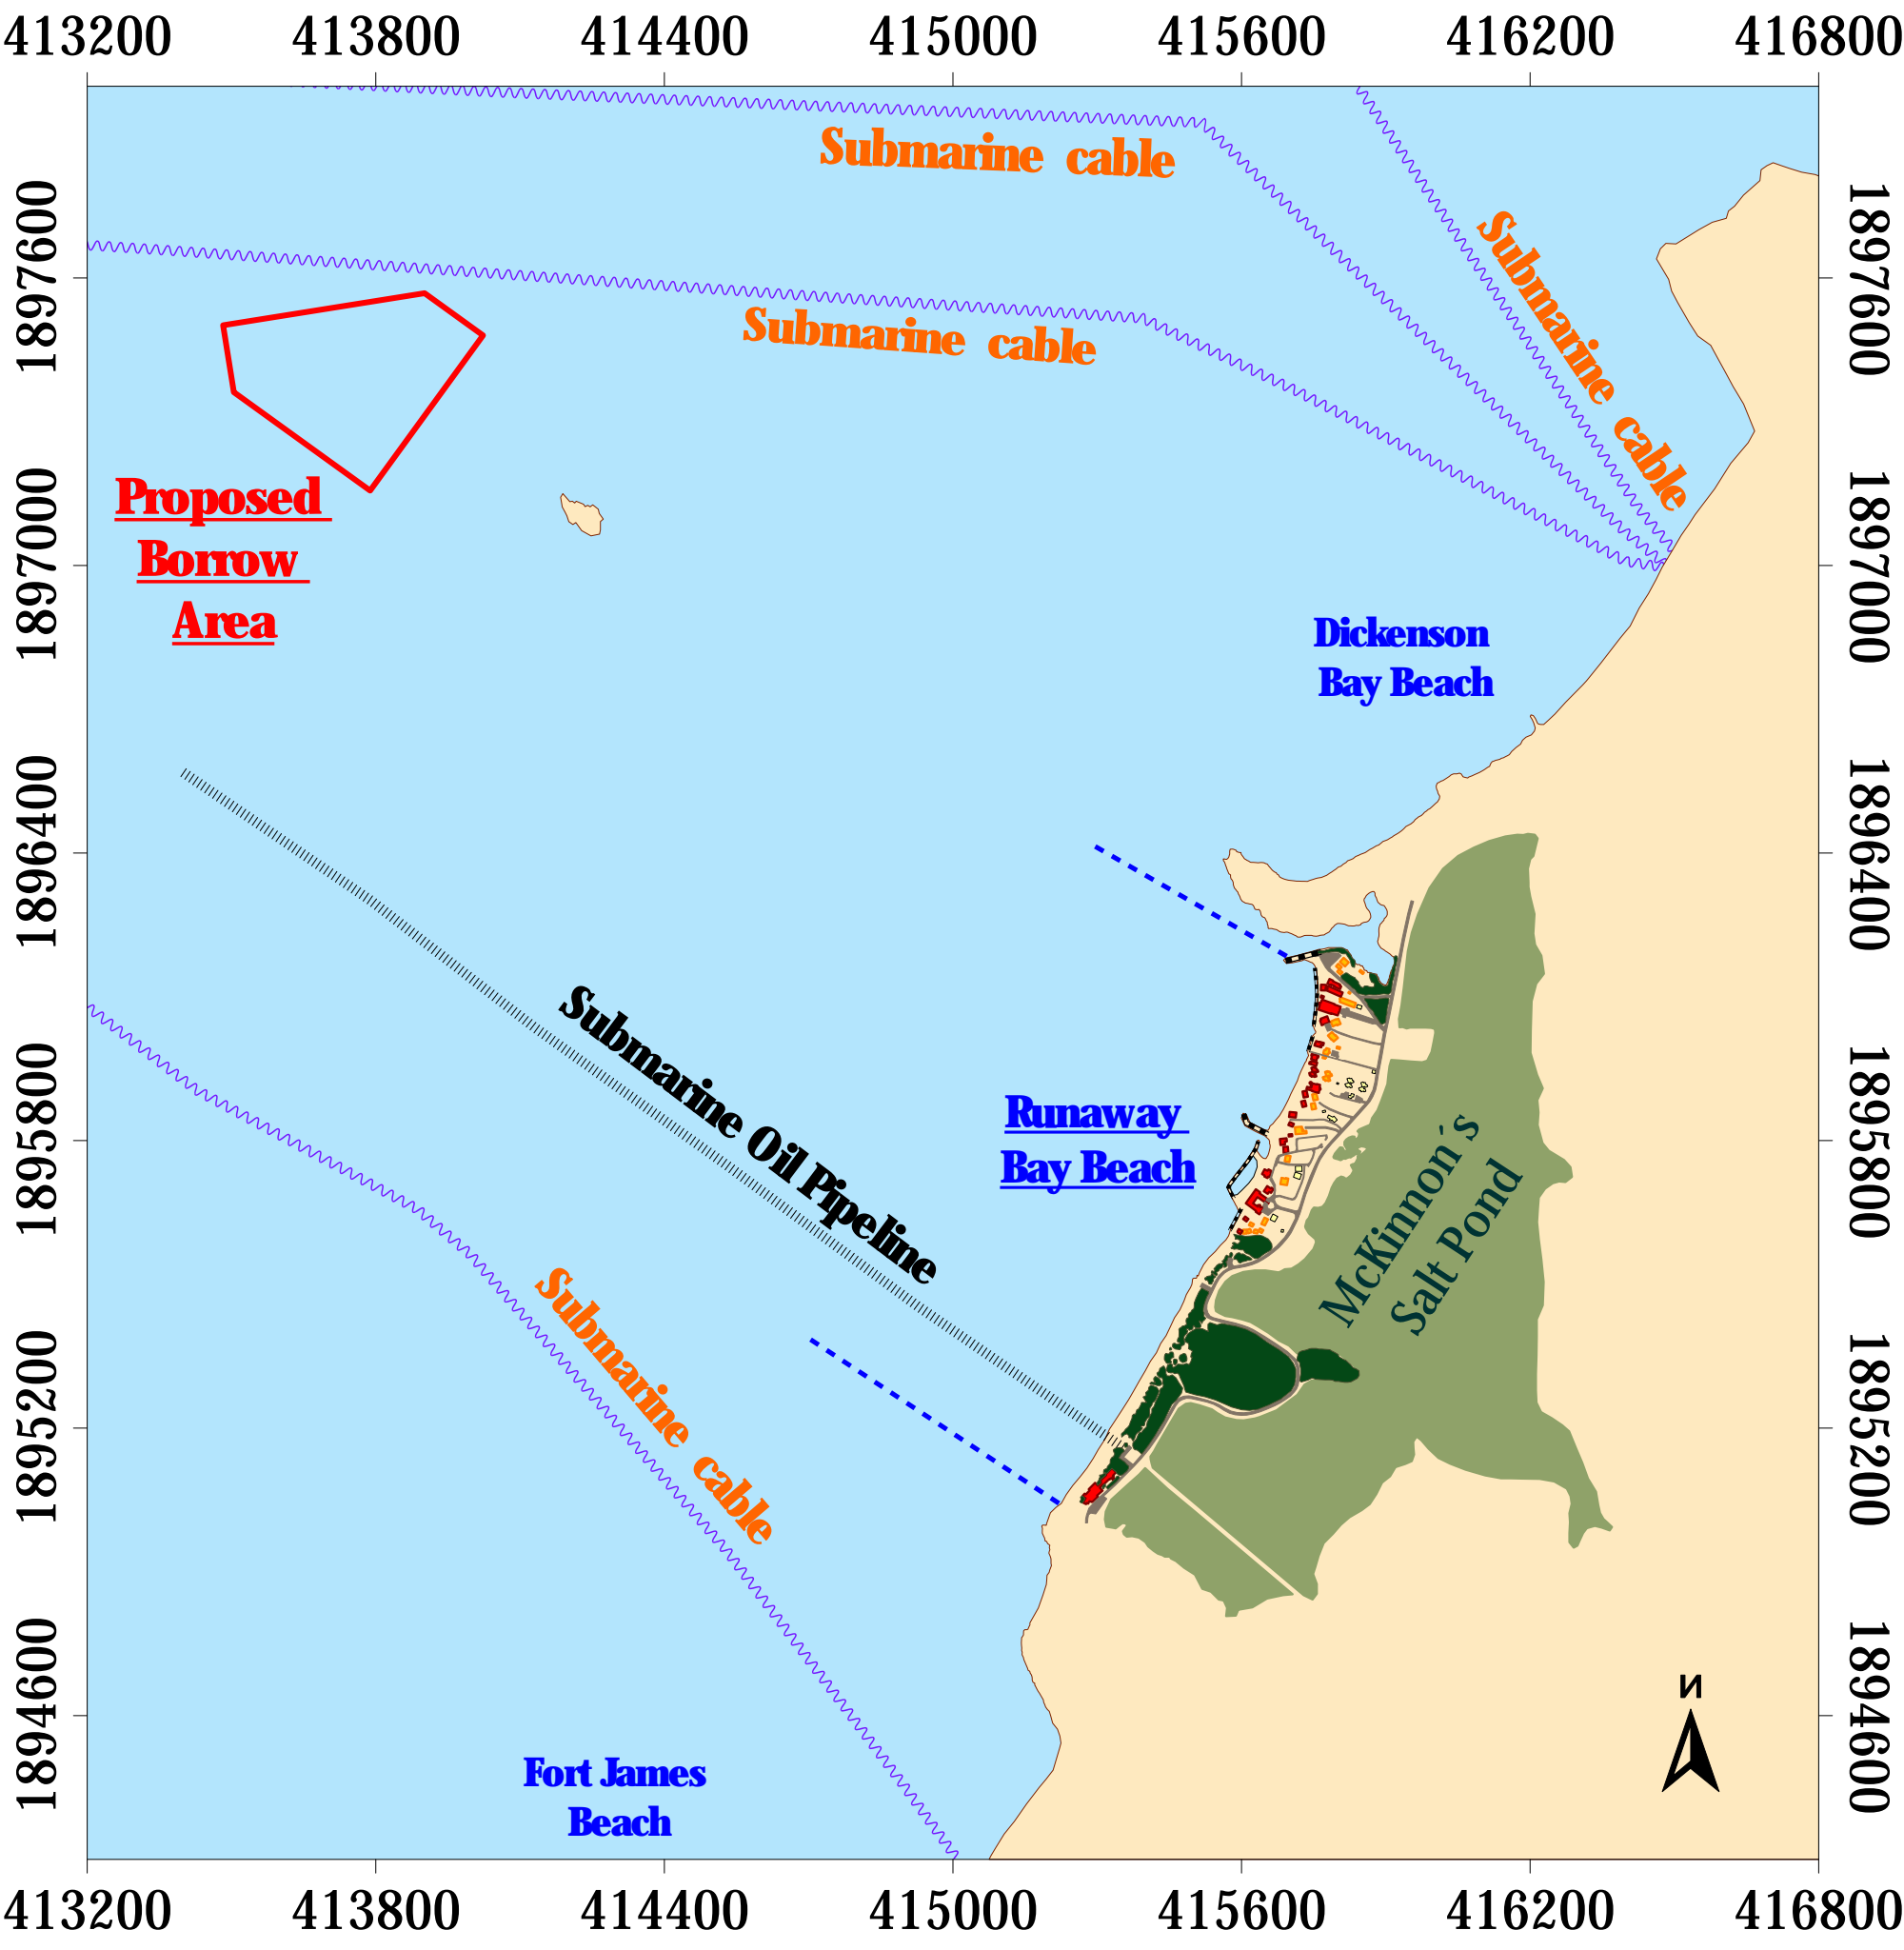 413200 413800 414400 415000 415600 416200 416800
Submarine cable
Submarine cable
Submarine cable
1897600 1897600
Proposed
Borrow
Area
1897000 1897000
Dickenson
Bay Beach
1896400 1896400
Submarine Oil Pipeline
Runaway
Bay Beach
1895800 1895800
McKinnon´s
Salt Pond
Submarine cable
1895200 1895200
N
1894600 1894600
Fort James
Beach
413200 413800 414400 415000 415600 416200 416800